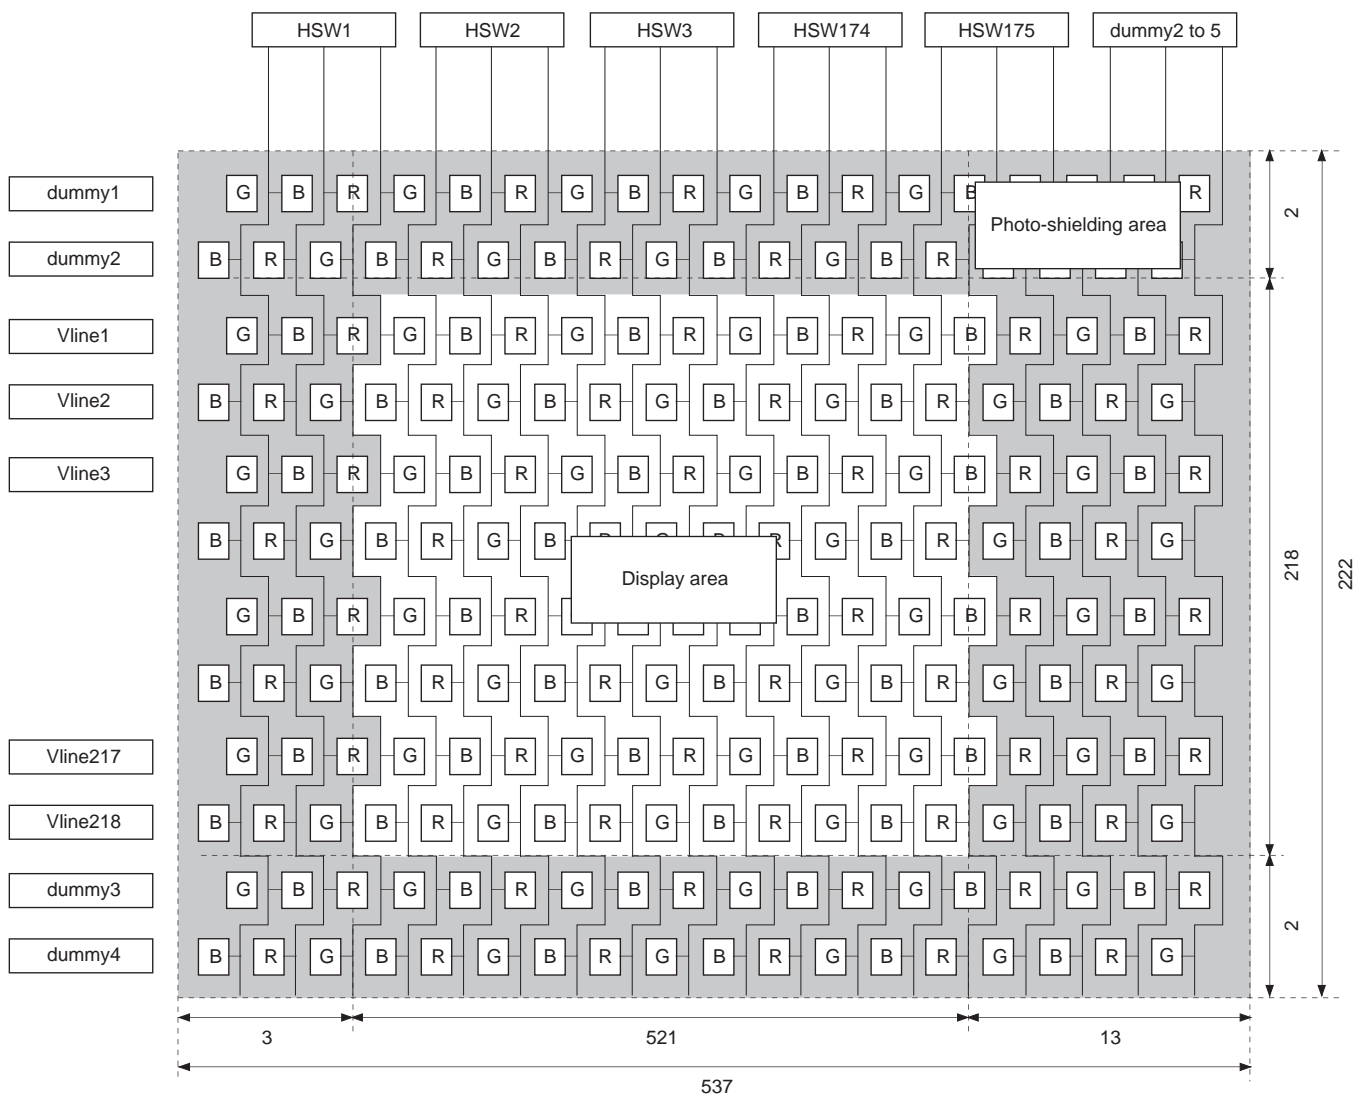 HSW1 HSW2 HSW3 HSW174 HSW175 dummy2 to 5
dummy1 G B R G B R G B R G B R G B R
Photo-shielding area
dummy2 B R G B R G B R G B R G B R
2
Vline1 G B R G B R G B R G B R G B R G B R
Vline2 B R G B R G B R G B R G B R G B R G
Vline3 G B R G B R G B R G B R G B R G B R
B R G B R G B R G B R G B R G
Display area
218
222
G B R G B R B R G B R G B R
B R G B R G B R G B R G B R G B R G
Vline217 G B R G B R G B R G B R G B R G B R
Vline218 B R G B R G B R G B R G B R G B R G
dummy3 G B R G B R G B R G B R G B R G B R
2
dummy4 B R G B R G B R G B R G B R G B R G
3 521 13
537